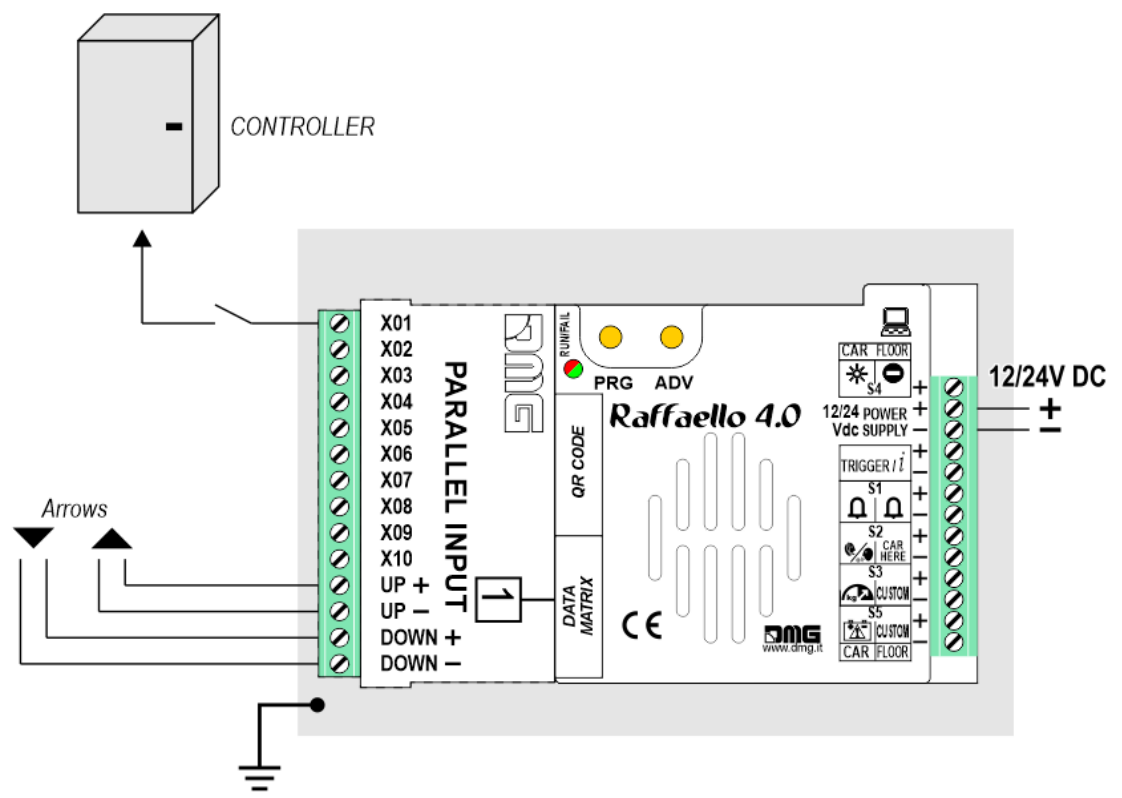 CONTROLLER
X01
X02
X03
X04
X05
X06
X07
X08
X09
X10
UP +
UP −
DOWN +
DOWN −
Arrows
PARALLEL INPUT
1
DMG
RUN/FAIL
PRG ADV
Raffaello 4.0
QR CODE
DATA
MATRIX
CE
DMG
www.dmg.it
CAR FLOOR
S4 +
12/24 POWER +
Vdc SUPPLY −
12/24V DC
+
−
+
TRIGGER / i −
S1 +
−
S2 +
CAR
HERE −
S3 +
kg CUSTOM −
S5 +
CUSTOM −
CAR FLOOR